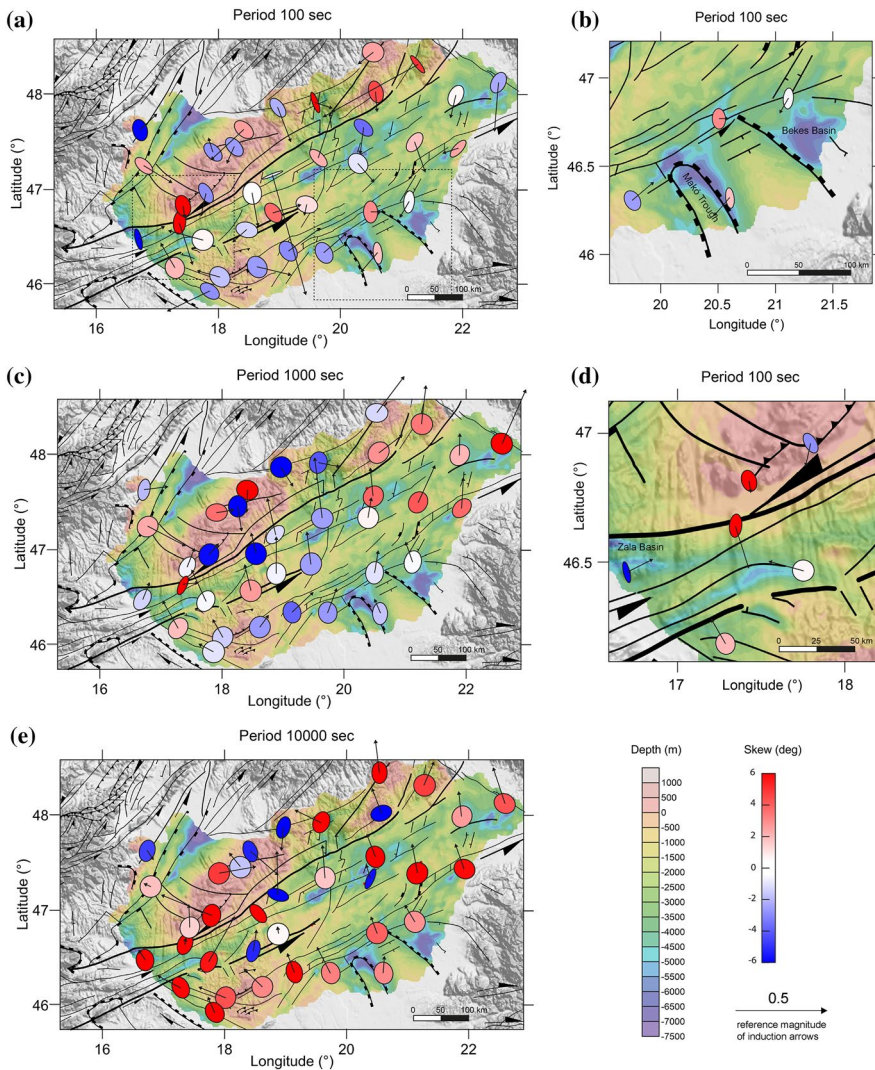 (a)
Period 100 sec
Latitude (°)
48
47
46
16
18
20
22
Longitude (°)
0 50 100 km
(b)
Period 100 sec
Latitude (°)
47
46.5
46
20
20.5
21
21.5
Longitude (°)
Bekes Basin
Mako Trough
0 50 100 km
(c)
Period 1000 sec
Latitude (°)
48
47
46
16
18
20
22
Longitude (°)
0 50 100 km
(d)
Period 100 sec
Latitude (°)
47
46.5
Zala Basin
17
Longitude (°)
18
0 25 50 km
(e)
Period 10000 sec
Latitude (°)
48
47
46
16
18
20
22
Longitude (°)
0 50 100 km
Depth (m)
1000
500
0
-500
-1000
-1500
-2000
-2500
-3000
-3500
-4000
-4500
-5000
-5500
-6000
-6500
-7000
-7500
Skew (deg)
6
4
2
0
-2
-4
-6
0.5
reference magnitude
of induction arrows